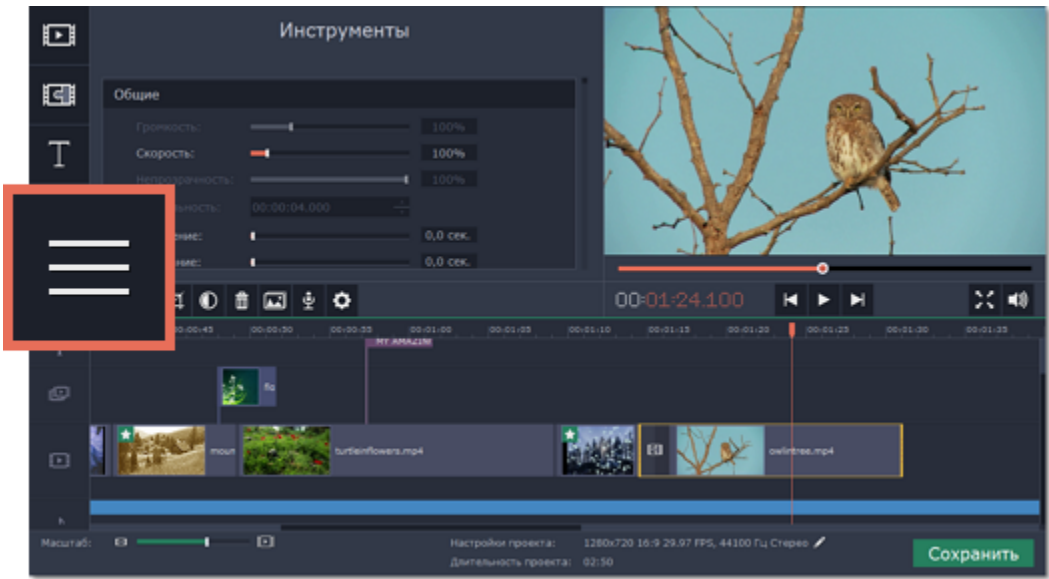 Инструменты
Общие
Громкость: 100%
Скорость: 100%
Непрозрачность: 100%
00:00:04.000
0,0 сек.
0,0 сек.
T
00:01:24.100
00:00:45 00:00:50 00:00:55 00:01:00 00:01:05 00:01:10 00:01:15 00:01:20 00:01:25 00:01:30 00:01:35
MY AMAZIN
flo
moun
turtleinflowers.mp4
owlintree.mp4
Масштаб:
Настройки проекта: 1280x720 16:9 29.97 FPS, 44100 Гц Стерео
Длительность проекта: 02:50
Сохранить